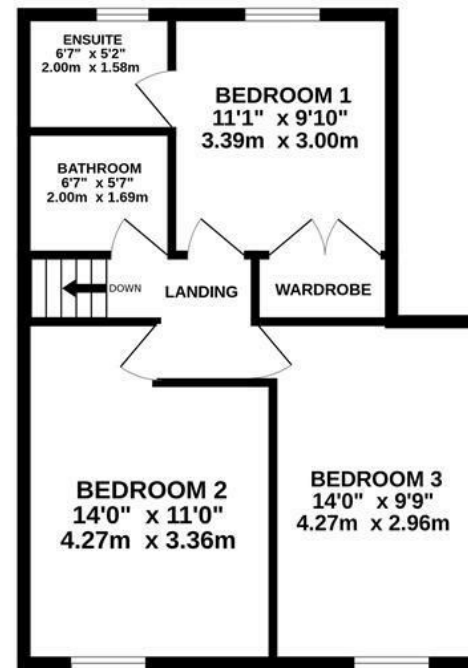 ENSUITE
6'7" x 5'2"
2.00m x 1.58m
BEDROOM 1
11'1" x 9'10"
3.39m x 3.00m
BATHROOM
6'7" x 5'7"
2.00m x 1.69m
DOWN
LANDING
WARDROBE
BEDROOM 2
14'0" x 11'0"
4.27m x 3.36m
BEDROOM 3
14'0" x 9'9"
4.27m x 2.96m